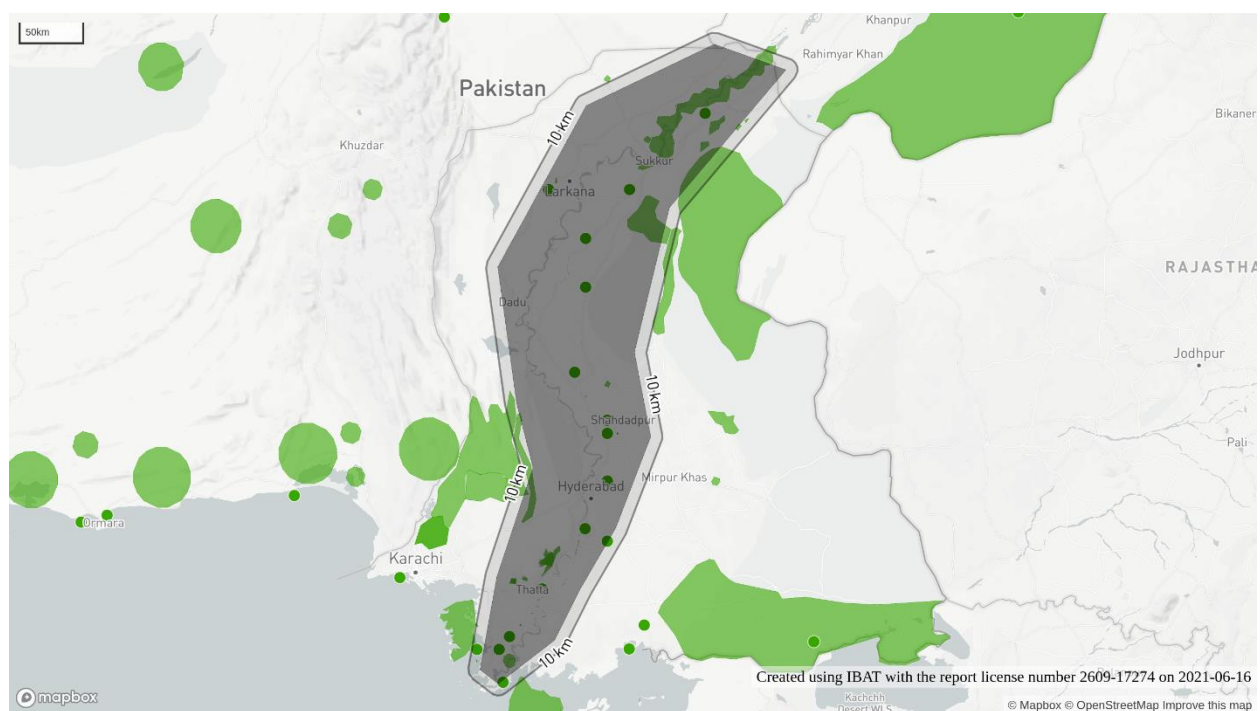 50km
Khanpur
Rahimyar Khan
Pakistan
Bikaner
10 km
Khuzdar
Sukkur
Larkana
RAJASTHA
Dadu
Jodhpur
10 km
Shahdadpur
Pali
10 km
Hyderabad
Mirpur Khas
Ormara
Karachi
Thatta
10 km
Created using IBAT with the report license number 2609-17274 on 2021-06-16
Kachchh
Desert WLS
mapbox
© Mapbox © OpenStreetMap Improve this map